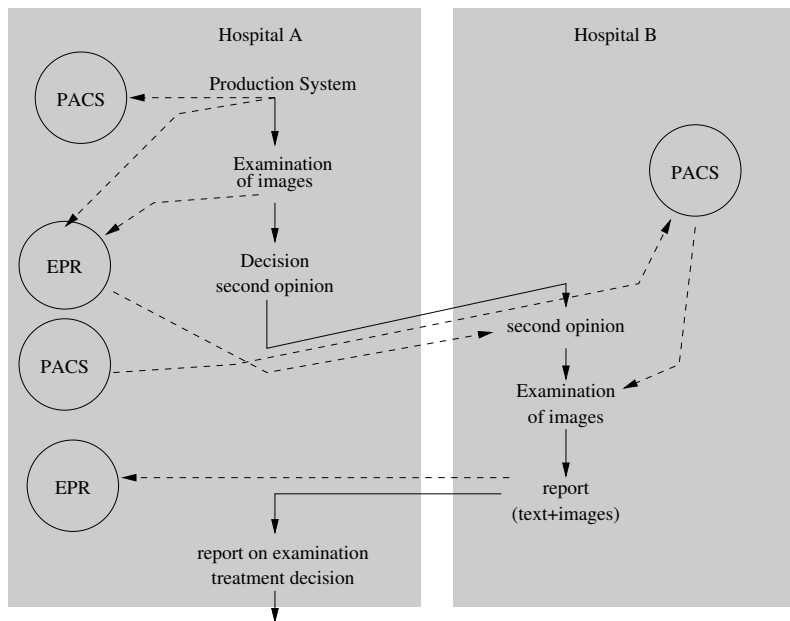 Hospital A
Hospital B
Production System
PACS
Examination
of images
PACS
EPR
Decision
second opinion
second opinion
PACS
Examination
of images
EPR
report
(text+images)
report on examination
treatment decision